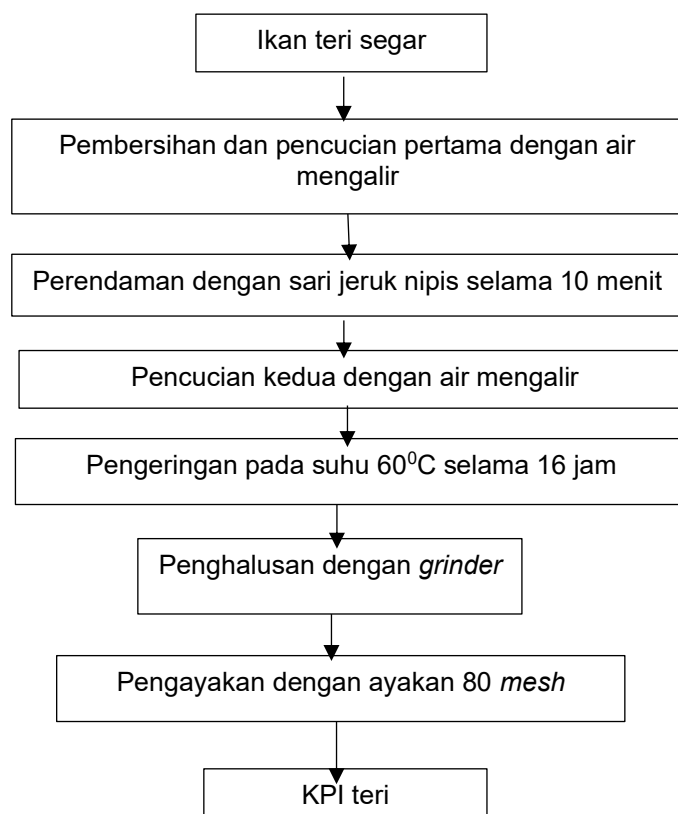 Ikan teri segar
Pembersihan dan pencucian pertama dengan air
mengalir
Perendaman dengan sari jeruk nipis selama 10 menit
Pencucian kedua dengan air mengalir
Pengeringan pada suhu 60⁰C selama 16 jam
Penghalusan dengan grinder
Pengayakan dengan ayakan 80 mesh
KPI teri